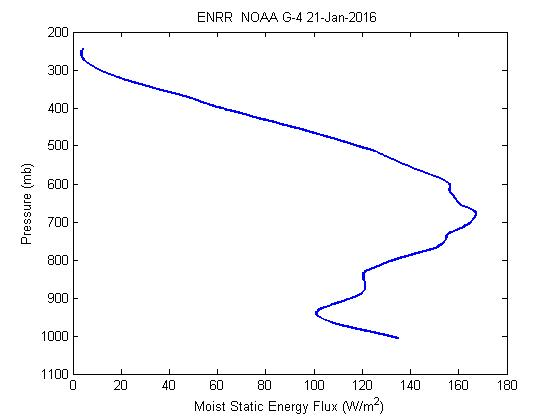 ENRR NOAA G-4 21-Jan-2016
200
300
400
500
600
700
800
900
1000
1100
Pressure (mb)
0 20 40 60 80 100 120 140 160 180
Moist Static Energy Flux (W/m²)